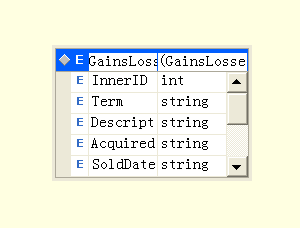 E GainsLoss (GainsLosse
E InnerID int
E Term string
E Descript string
E Acquired string
E SoldDate string